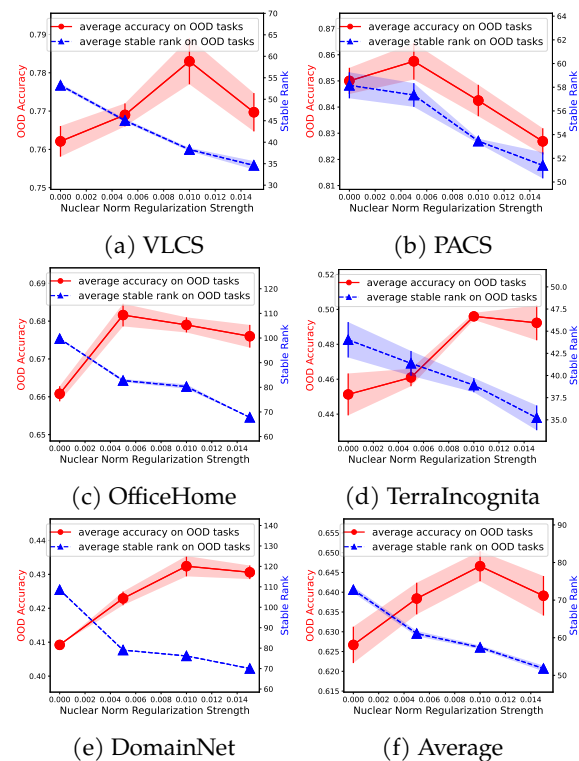 average accuracy on OOD tasks
average stable rank on OOD tasks
OOD Accuracy
0.79
0.78
0.77
0.76
0.75
70
65
60
55
50
45
40
35
30
Stable Rank
0.000 0.002 0.004 0.006 0.008 0.010 0.012 0.014
Nuclear Norm Regularization Strength
(a) VLCS
average accuracy on OOD tasks
average stable rank on OOD tasks
OOD Accuracy
0.87
0.86
0.85
0.84
0.83
0.82
0.81
64
62
60
58
56
54
52
50
Stable Rank
0.000 0.002 0.004 0.006 0.008 0.010 0.012 0.014
Nuclear Norm Regularization Strength
(b) PACS
average accuracy on OOD tasks
average stable rank on OOD tasks
OOD Accuracy
0.69
0.68
0.67
0.66
0.65
120
110
100
90
80
70
60
Stable Rank
0.000 0.002 0.004 0.006 0.008 0.010 0.012 0.014
Nuclear Norm Regularization Strength
(c) OfficeHome
average accuracy on OOD tasks
average stable rank on OOD tasks
OOD Accuracy
0.52
0.50
0.48
0.46
0.44
50.0
47.5
45.0
42.5
40.0
37.5
35.0
Stable Rank
0.000 0.002 0.004 0.006 0.008 0.010 0.012 0.014
Nuclear Norm Regularization Strength
(d) TerraIncognita
average accuracy on OOD tasks
average stable rank on OOD tasks
OOD Accuracy
0.44
0.43
0.42
0.41
0.40
140
130
120
110
100
90
80
70
60
Stable Rank
0.000 0.002 0.004 0.006 0.008 0.010 0.012 0.014
Nuclear Norm Regularization Strength
(e) DomainNet
average accuracy on OOD tasks
average stable rank on OOD tasks
OOD Accuracy
0.655
0.650
0.645
0.640
0.635
0.630
0.625
0.620
0.615
90
80
70
60
50
Stable Rank
0.000 0.002 0.004 0.006 0.008 0.010 0.012 0.014
Nuclear Norm Regularization Strength
(f) Average